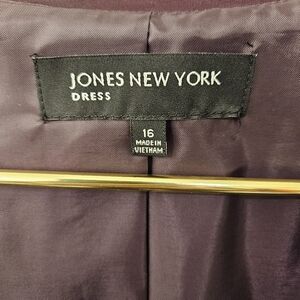 JONES NEW YORK
DRESS
16
MADE IN
VIETNAM